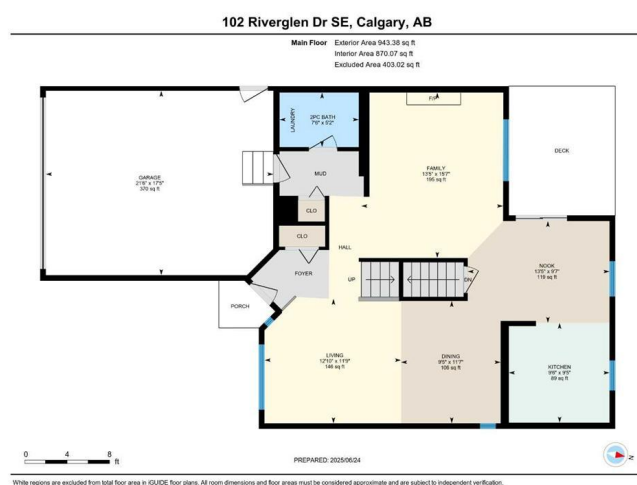 102 Riverglen Dr SE, Calgary, AB
Main Floor Exterior Area 943.38 sq ft
Interior Area 870.07 sq ft
Excluded Area 403.02 sq ft
F/P
LAUNDRY
2PC BATH
7'6" x 5'2"
DECK
FAMILY
13'5" x 15'7"
195 sq ft
MUD
GARAGE
21'8" x 17'5"
370 sq ft
CLO
CLO
HALL
NOOK
13'5" x 9'7"
119 sq ft
FOYER
UP
DN
PORCH
LIVING
12'10" x 11'9"
146 sq ft
DINING
9'6" x 11'7"
106 sq ft
KITCHEN
9'8" x 9'5"
89 sq ft
0 4 8
ft
PREPARED: 2025/06/24
N
White regions are excluded from total floor area in iGUIDE floor plans. All room dimensions and floor areas must be considered approximate and are subject to independent verification.